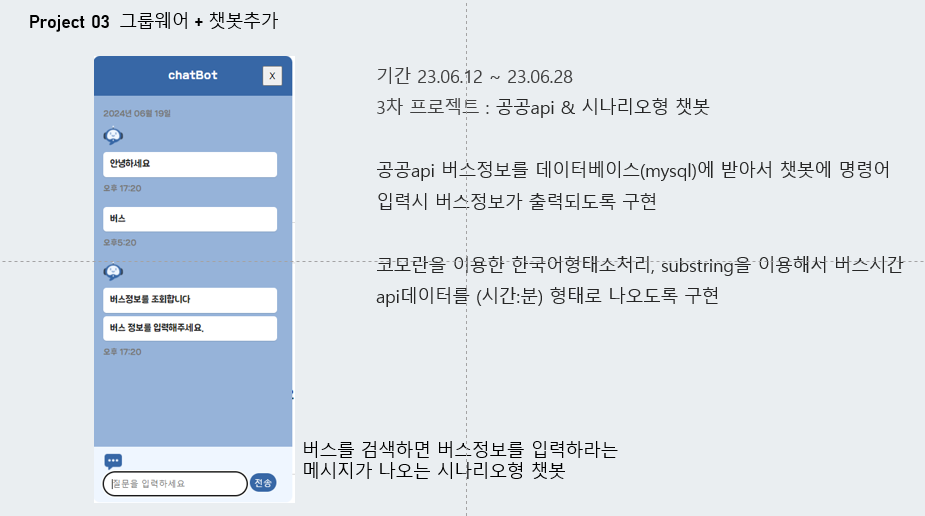 Project 03 그룹웨어 + 챗봇추가
chatBot
X
2024년 06월 19일
안녕하세요
오후 17:20
버스
오후5:20
버스정보를 조회합니다
버스 정보를 입력해주세요.
오후 17:20
질문을 입력하세요
전송
기간 23.06.12 ~ 23.06.28
3차 프로젝트 : 공공api & 시나리오형 챗봇
공공api 버스정보를 데이터베이스(mysql)에 받아서 챗봇에 명령어
입력시 버스정보가 출력되도록 구현
코모란을 이용한 한국어형태소처리, substring을 이용해서 버스시간
api데이터를 (시간:분) 형태로 나오도록 구현
버스를 검색하면 버스정보를 입력하라는
메시지가 나오는 시나리오형 챗봇